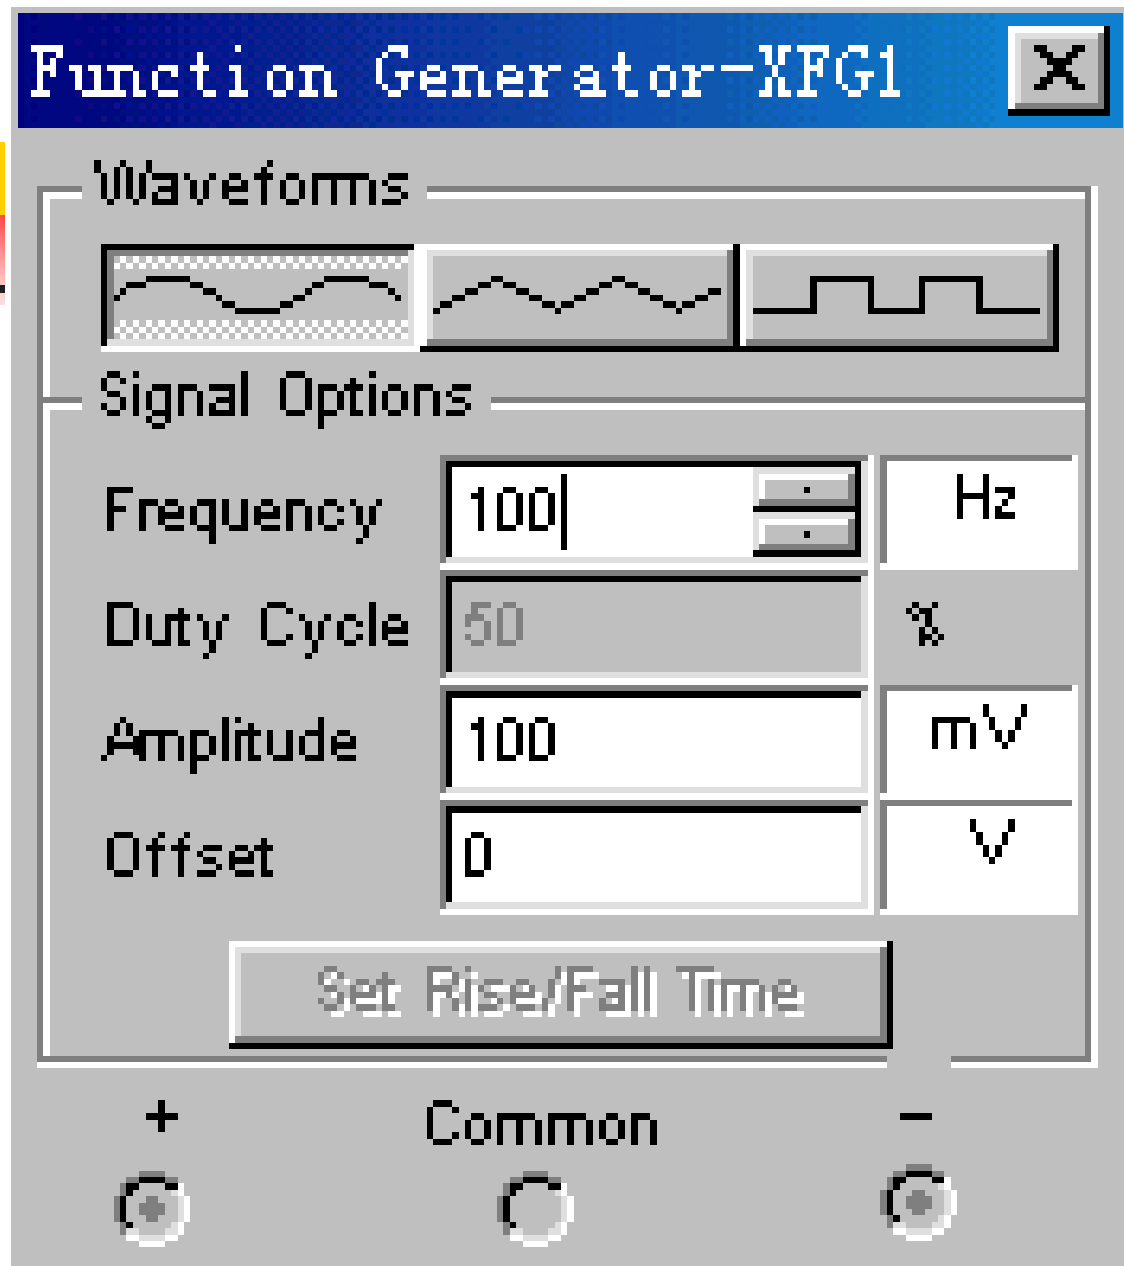 Function Generator-XFG1
Waveforms
Signal Options
Frequency 100 Hz
Duty Cycle 50 %
Amplitude 100 mV
Offset 0 V
Set Rise/Fall Time
+ Common -